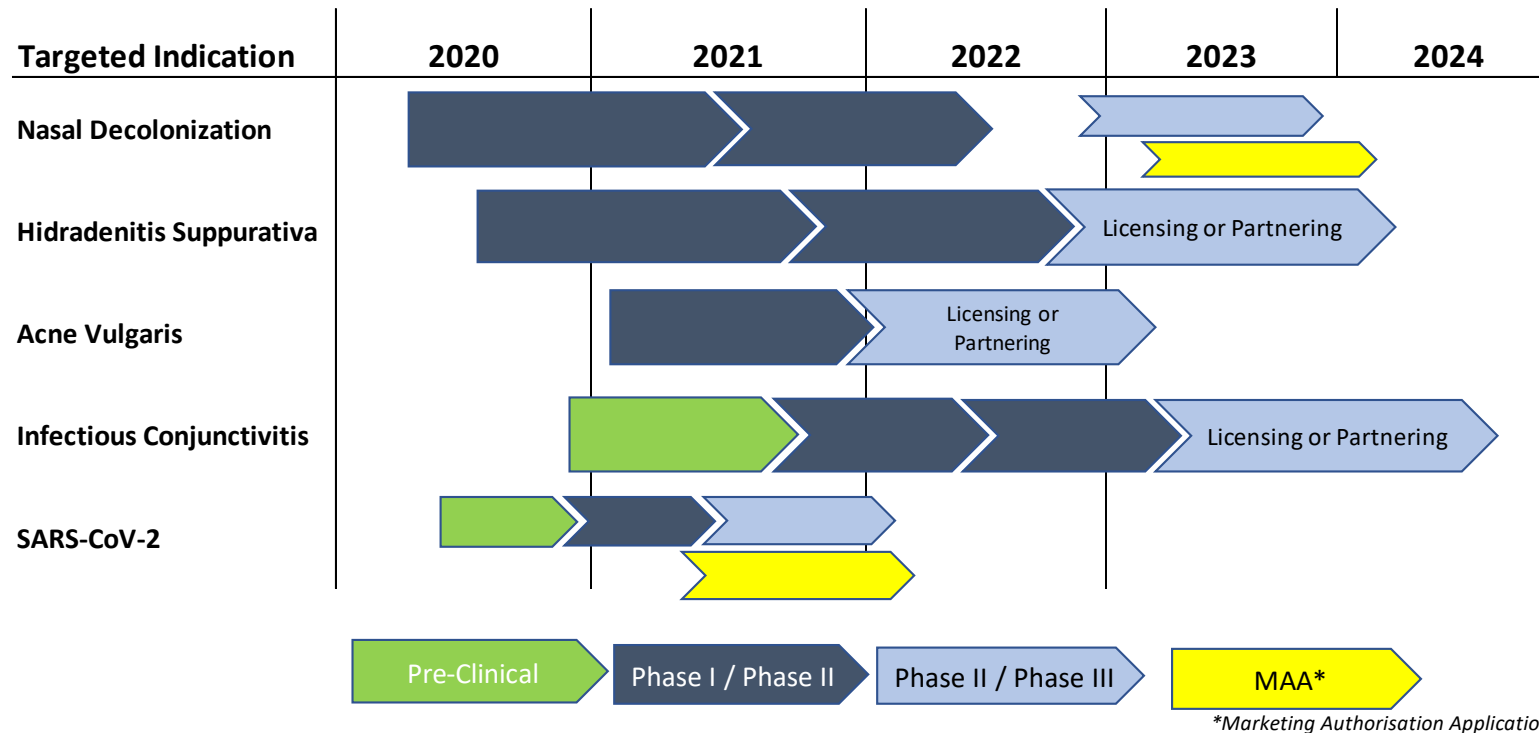 Targeted Indication 2020 2021 2022 2023 2024
Nasal Decolonization
Hidradenitis Suppurativa Licensing or Partnering
Acne Vulgaris
Licensing or
Partnering
Infectious Conjunctivitis Licensing or Partnering
SARS-CoV-2
Pre-Clinical Phase I / Phase II Phase II / Phase III MAA*
*Marketing Authorisation Applicatio